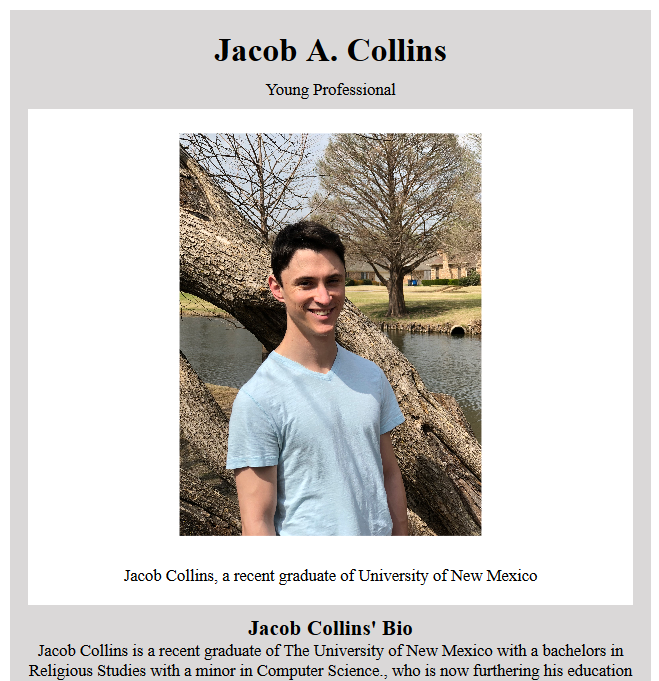 Jacob A. Collins
Young Professional
Jacob Collins, a recent graduate of University of New Mexico
Jacob Collins' Bio
Jacob Collins is a recent graduate of The University of New Mexico with a bachelors in
Religious Studies with a minor in Computer Science., who is now furthering his education